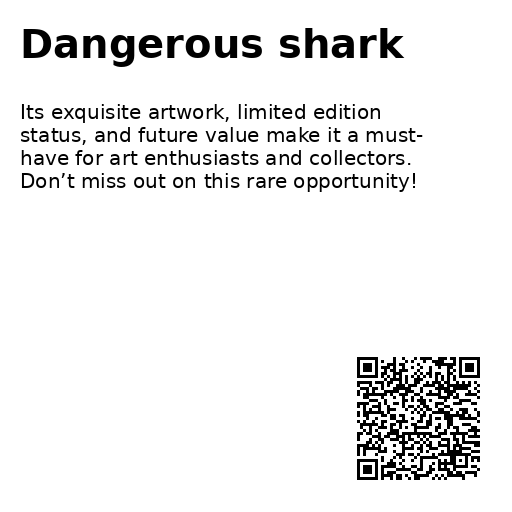 Dangerous shark
Its exquisite artwork, limited edition
status, and future value make it a must-
have for art enthusiasts and collectors.
Don’t miss out on this rare opportunity!